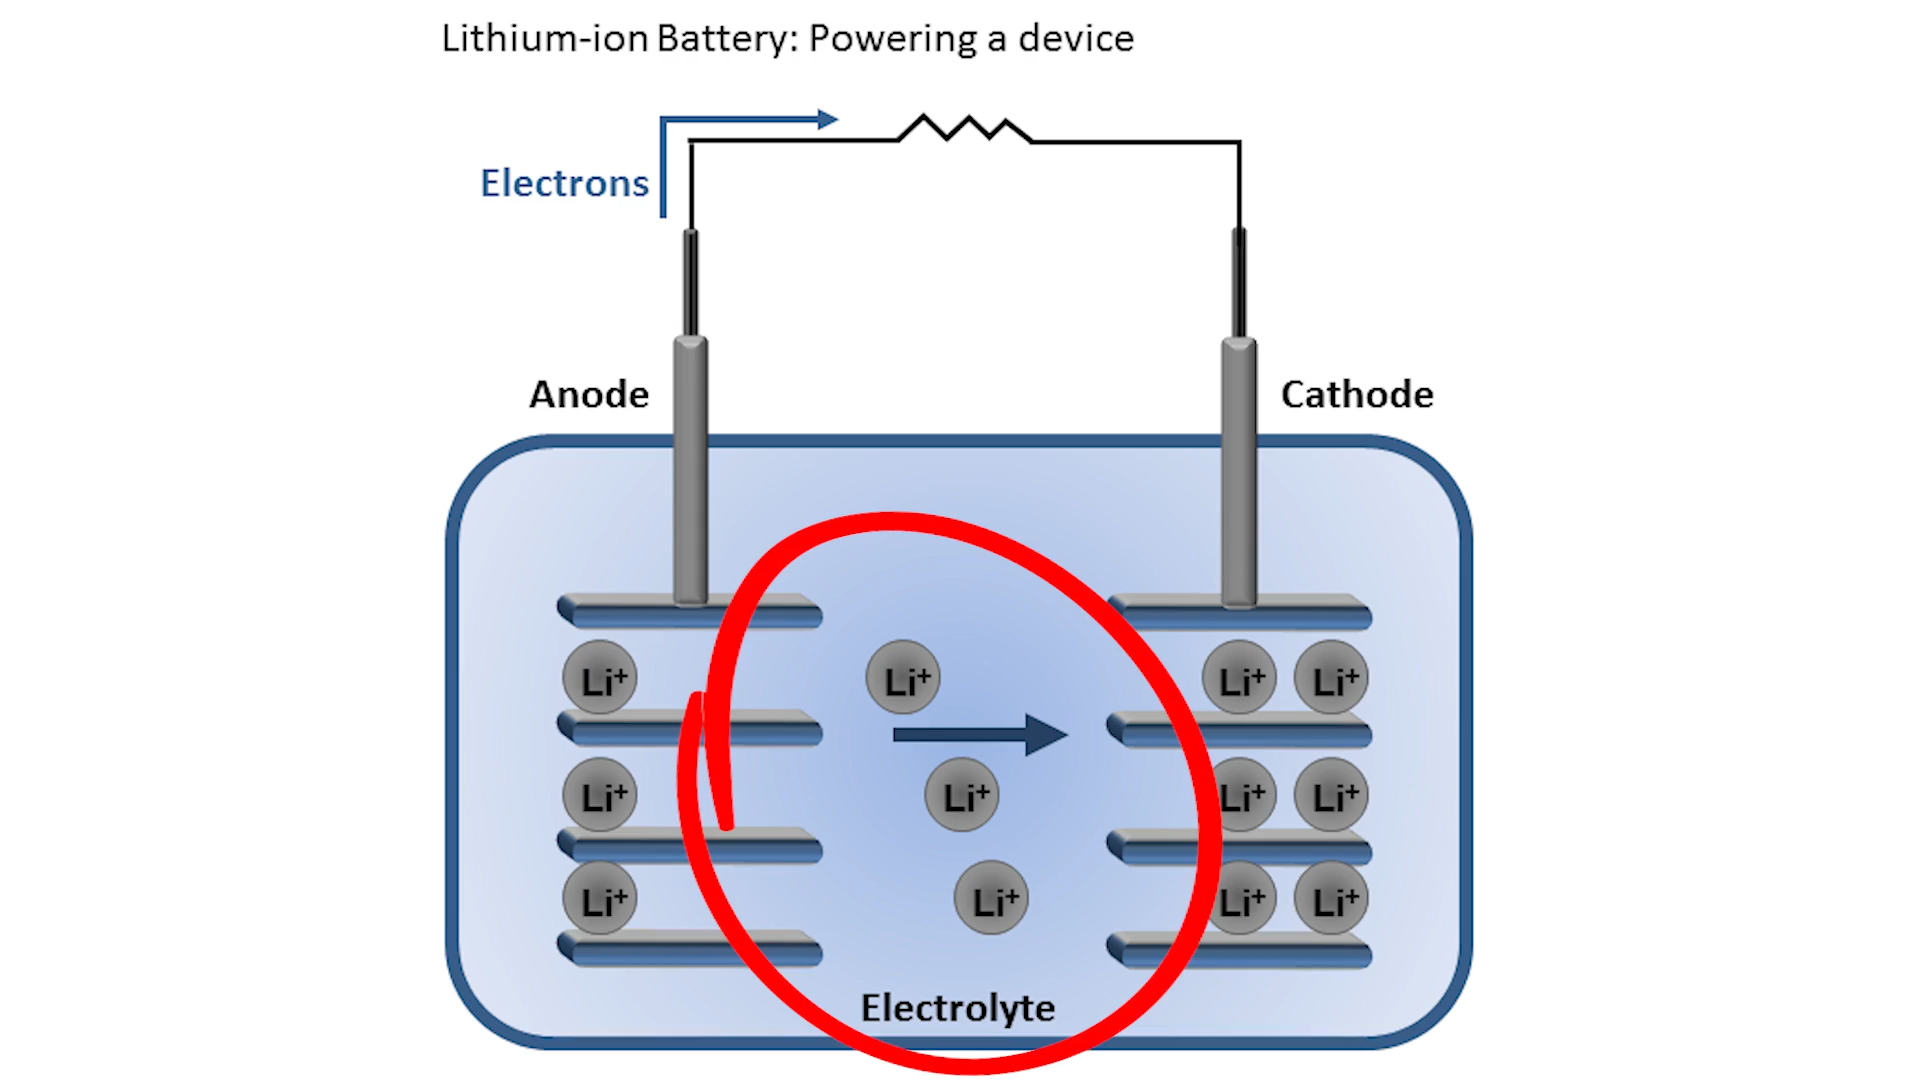 Lithium-ion Battery: Powering a device
Electrons
Anode
Cathode
Li+
Li+
Li+
Li+
Li+
Li+
Li+
Li+
Li+
Li+
Li+
Li+
Electrolyte